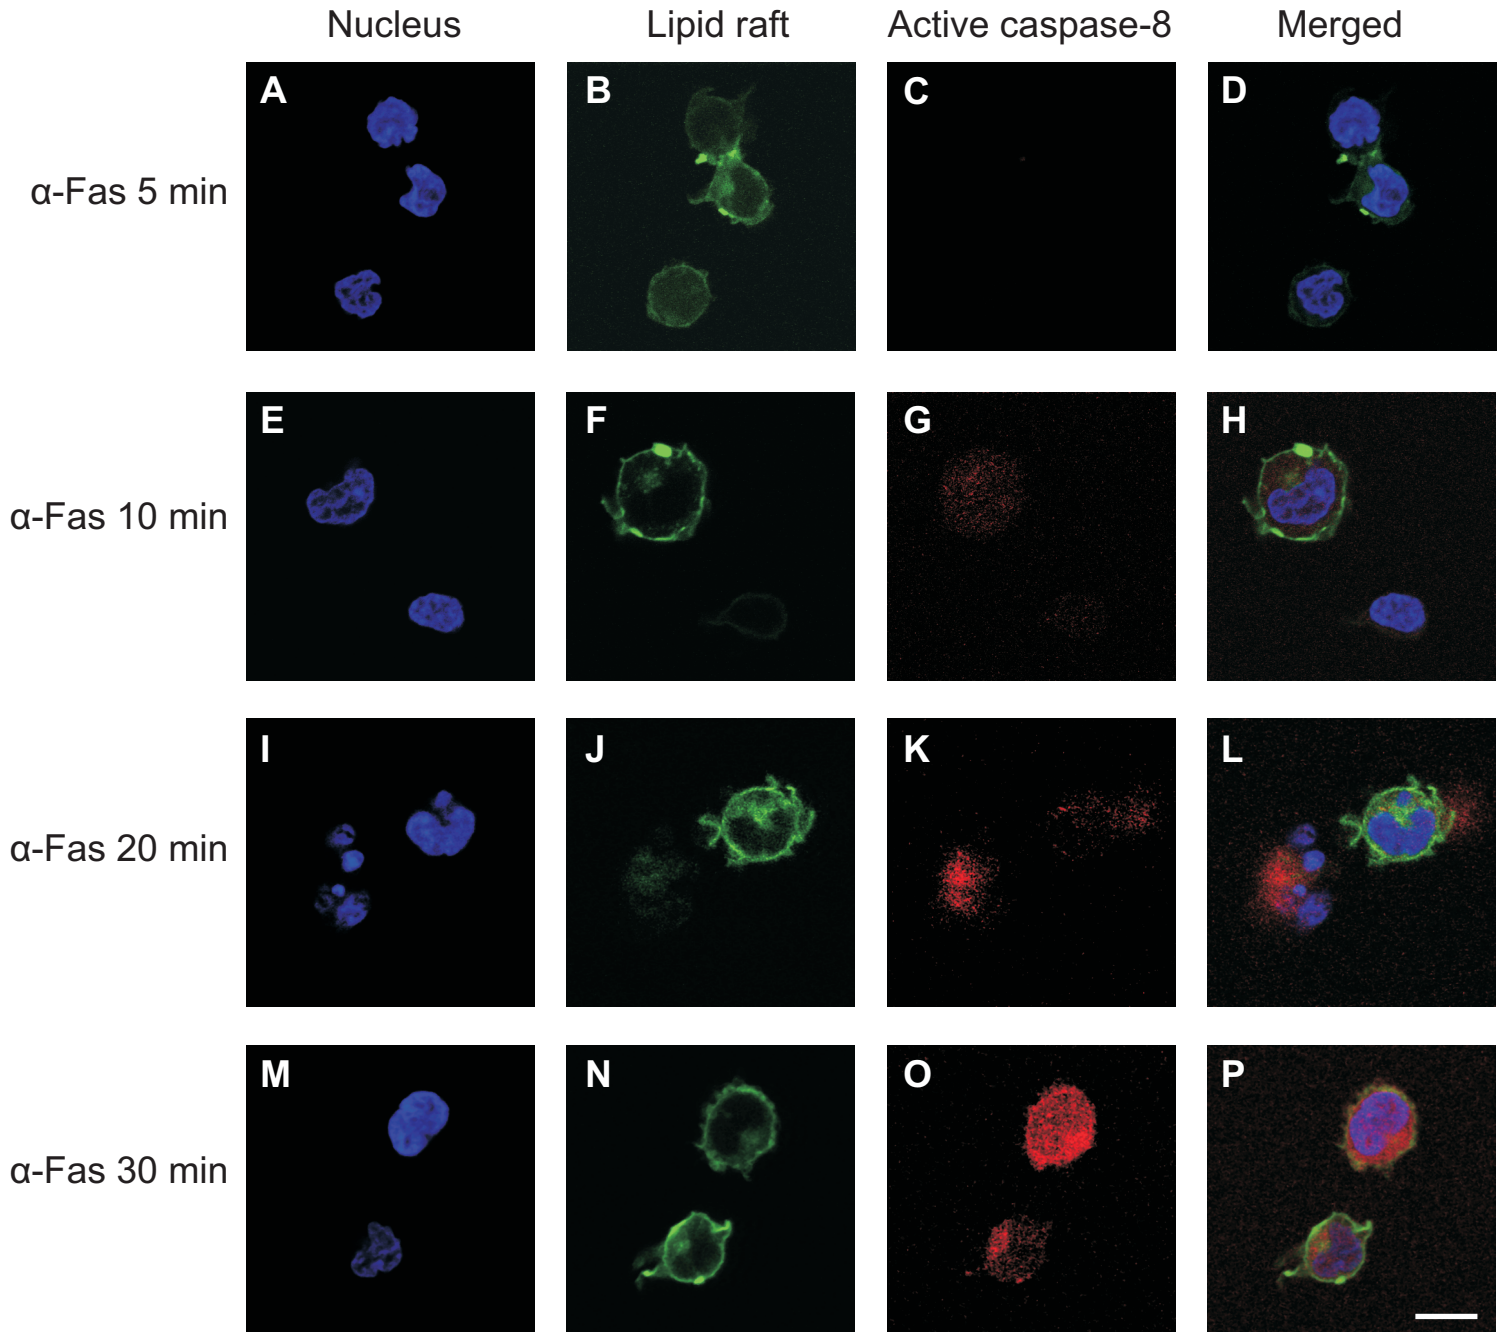 Nucleus Lipid raft Active caspase-8 Merged
α-Fas 5 min A B C D
α-Fas 10 min E F G H
α-Fas 20 min I J K L
α-Fas 30 min M N O P